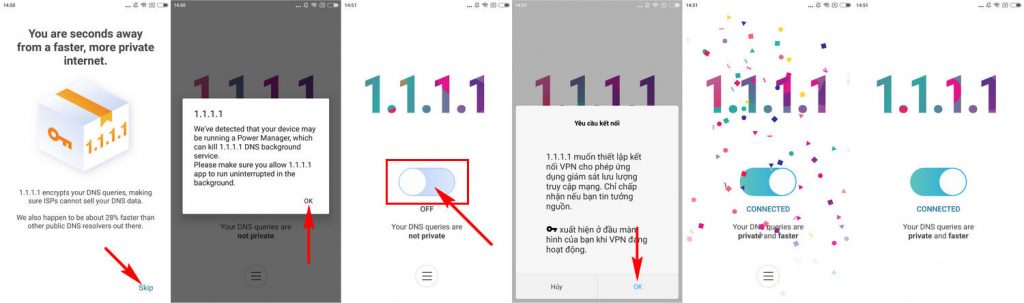 14:50
You are seconds away
from a faster, more private
internet.
1.1.1.1
1.1.1.1 encrypts your DNS queries, making
sure ISPs cannot sell your DNS data.
We also happen to be about 28% faster than
other public DNS resolvers out there.
Skip
14:50
1.1.1.1
1.1.1.1
We've detected that your device may
be running a Power Manager, which
can kill 1.1.1.1 DNS background
service.
Please make sure you allow 1.1.1.1
app to run uninterrupted in the
background.
OK
Your DNS queries are
not private
14:51
1.1.1.1
OFF
Your DNS queries are
not private
14:51
1.1.1.1
Yêu cầu kết nối
1.1.1.1 muốn thiết lập kết
nối VPN cho phép ứng
dụng giám sát lưu lượng
truy cập mạng. Chỉ chấp
nhận nếu bạn tin tưởng
nguồn.
xuất hiện ở đầu màn
hình của bạn khi VPN đang
hoạt động.
Hủy
OK
14:51
1.1.1.1
CONNECTED
Your DNS queries are
private and faster
14:51
1.1.1.1
CONNECTED
Your DNS queries are
private and faster